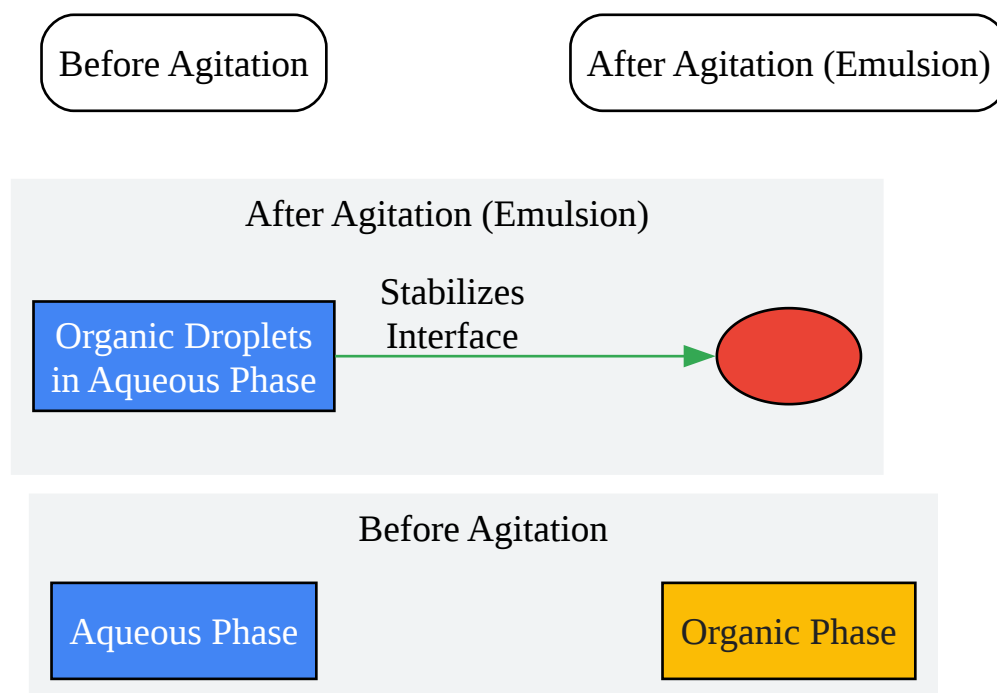 Before Agitation
After Agitation (Emulsion)
After Agitation (Emulsion)
Stabilizes
Interface
Organic Droplets
in Aqueous Phase
Before Agitation
Aqueous Phase
Organic Phase